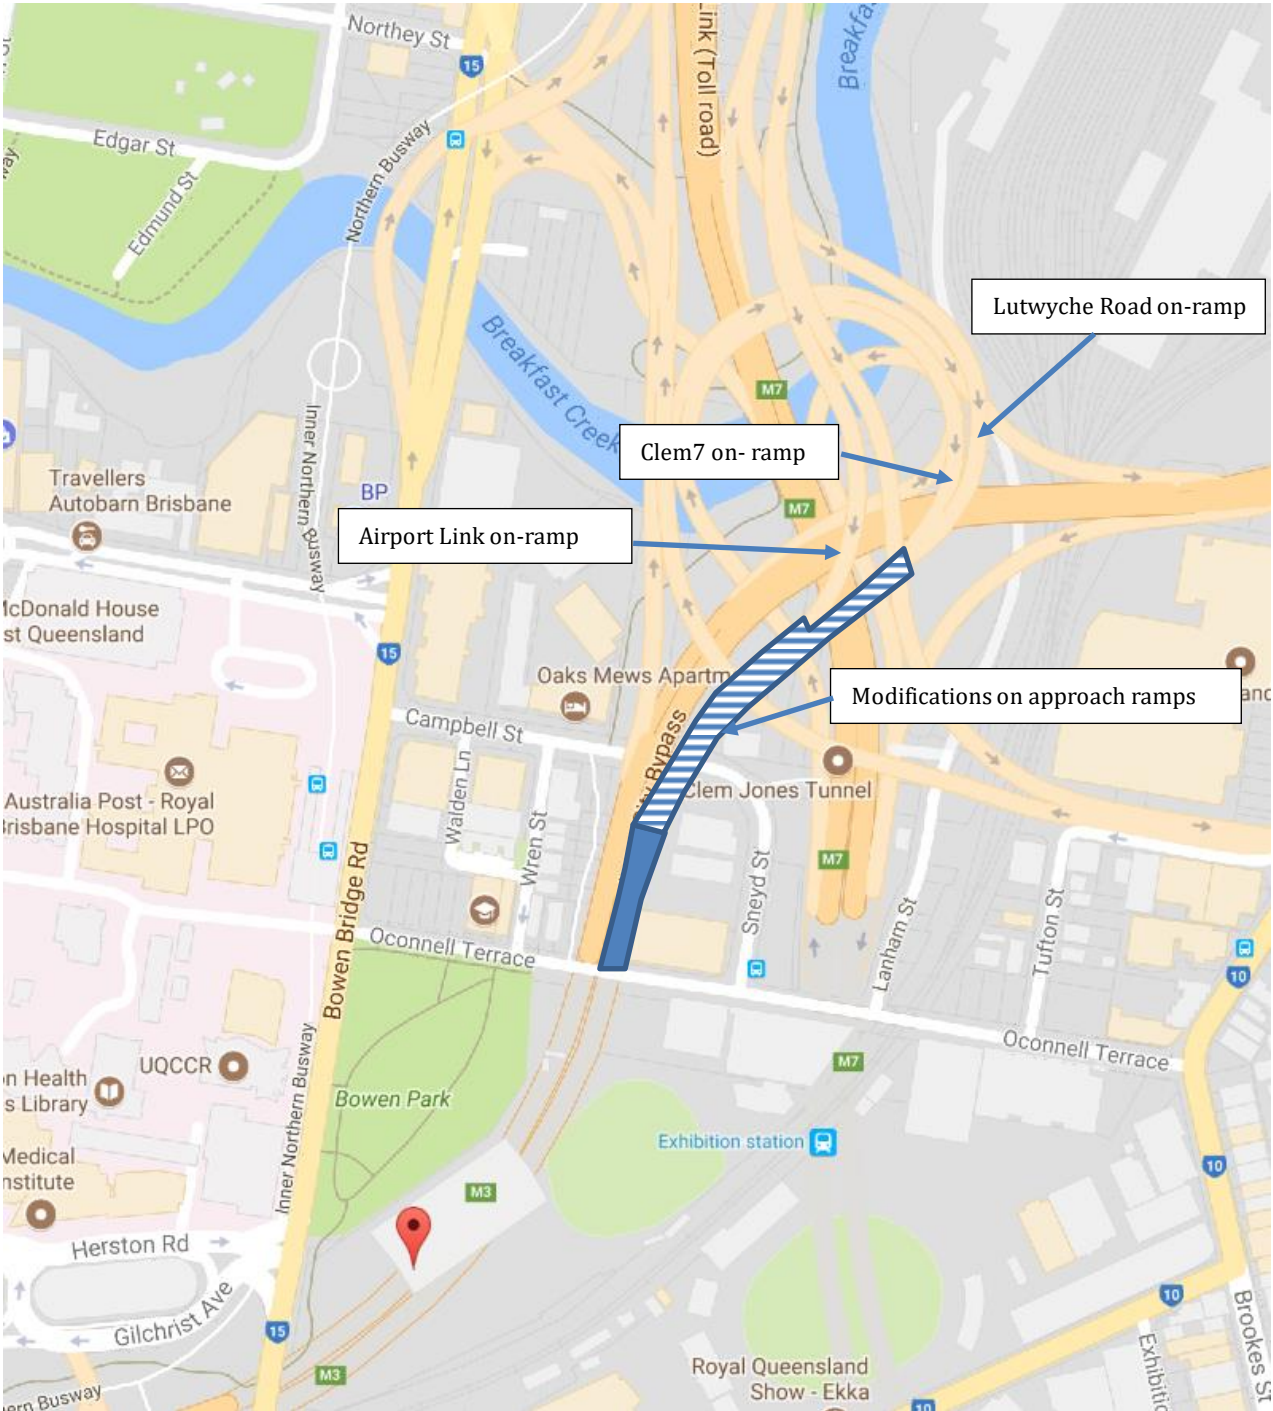 Northey St
15
Link (Toll road)
Breakfa
Edgar St
Edmund St
way
Northern Busway
Lutwyche Road on-ramp
Breakfast Creek
M7
Clem7 on- ramp
Inner Northern Busway
Travellers
Autobarn Brisbane
BP
M7
Airport Link on-ramp
IcDonald House
st Queensland
15
Oaks Mews Apartm
Modifications on approach ramps
and
Campbell St
ity Bypass
Walden Ln
Wren St
Clem Jones Tunnel
Australia Post - Royal
Brisbane Hospital LPO
M7
Bowen Bridge Rd
Sneyd St
Lanham St
Tufton St
Oconnell Terrace
10
Oconnell Terrace
UQCCR
M7
n Health
s Library
Bowen Park
Inner Northern Busway
Exhibition station
Medical
nstitute
10
M3
Herston Rd
Gilchrist Ave
15
10
Brookes St
Exhibitic
M3
Royal Queensland
Show - Ekka
ern Busway
10